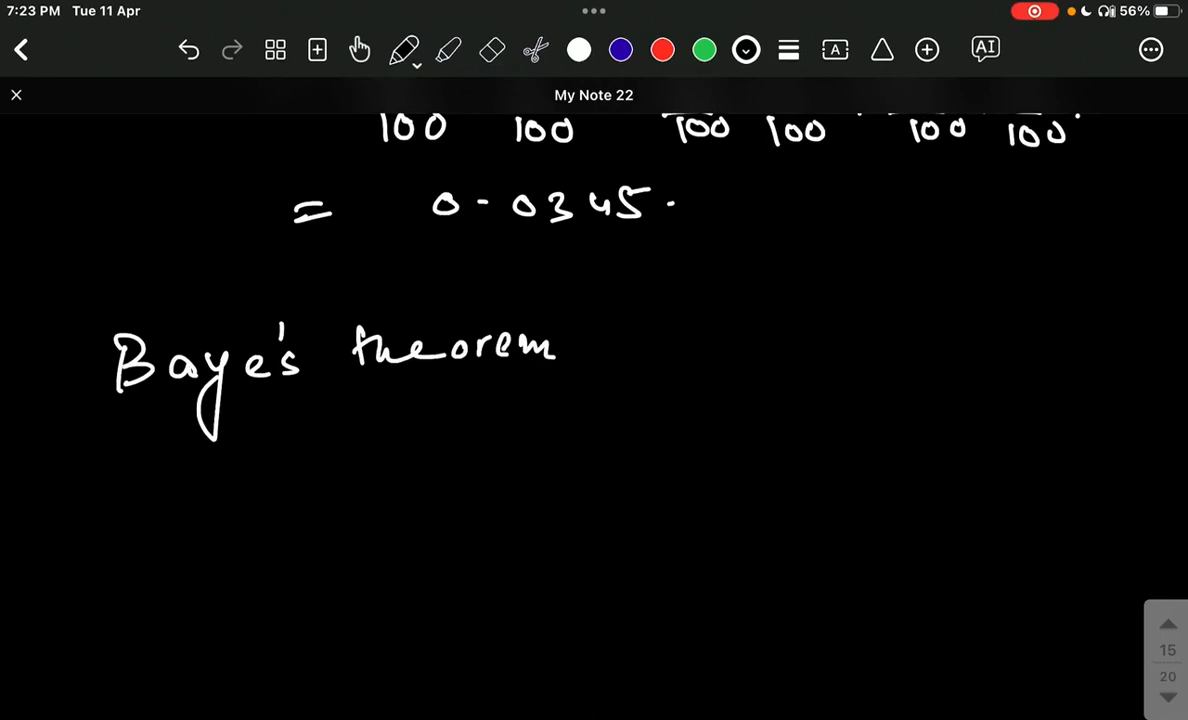 7:23 PM Tue 11 Apr
56%
A
AI
My Note 22
100 100 100 100 100 100
= 0.0345.
Baye's theorem
15
20